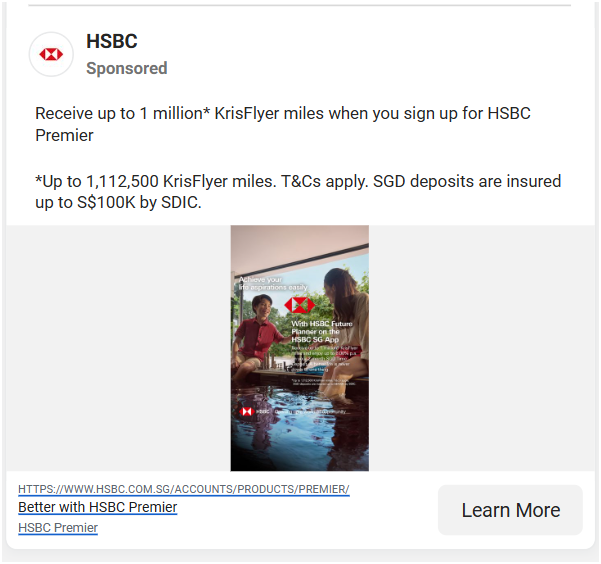 HSBC
Sponsored
Receive up to 1 million* KrisFlyer miles when you sign up for HSBC
Premier
*Up to 1,112,500 KrisFlyer miles. T&Cs apply. SGD deposits are insured
up to S$100K by SDIC.
Achieve your
life aspirations easily
With HSBC Future
Planner on the
HSBC SG App
HSBC
HTTPS://WWW.HSBC.COM.SG/ACCOUNTS/PRODUCTS/PREMIER/
Better with HSBC Premier
HSBC Premier
Learn More